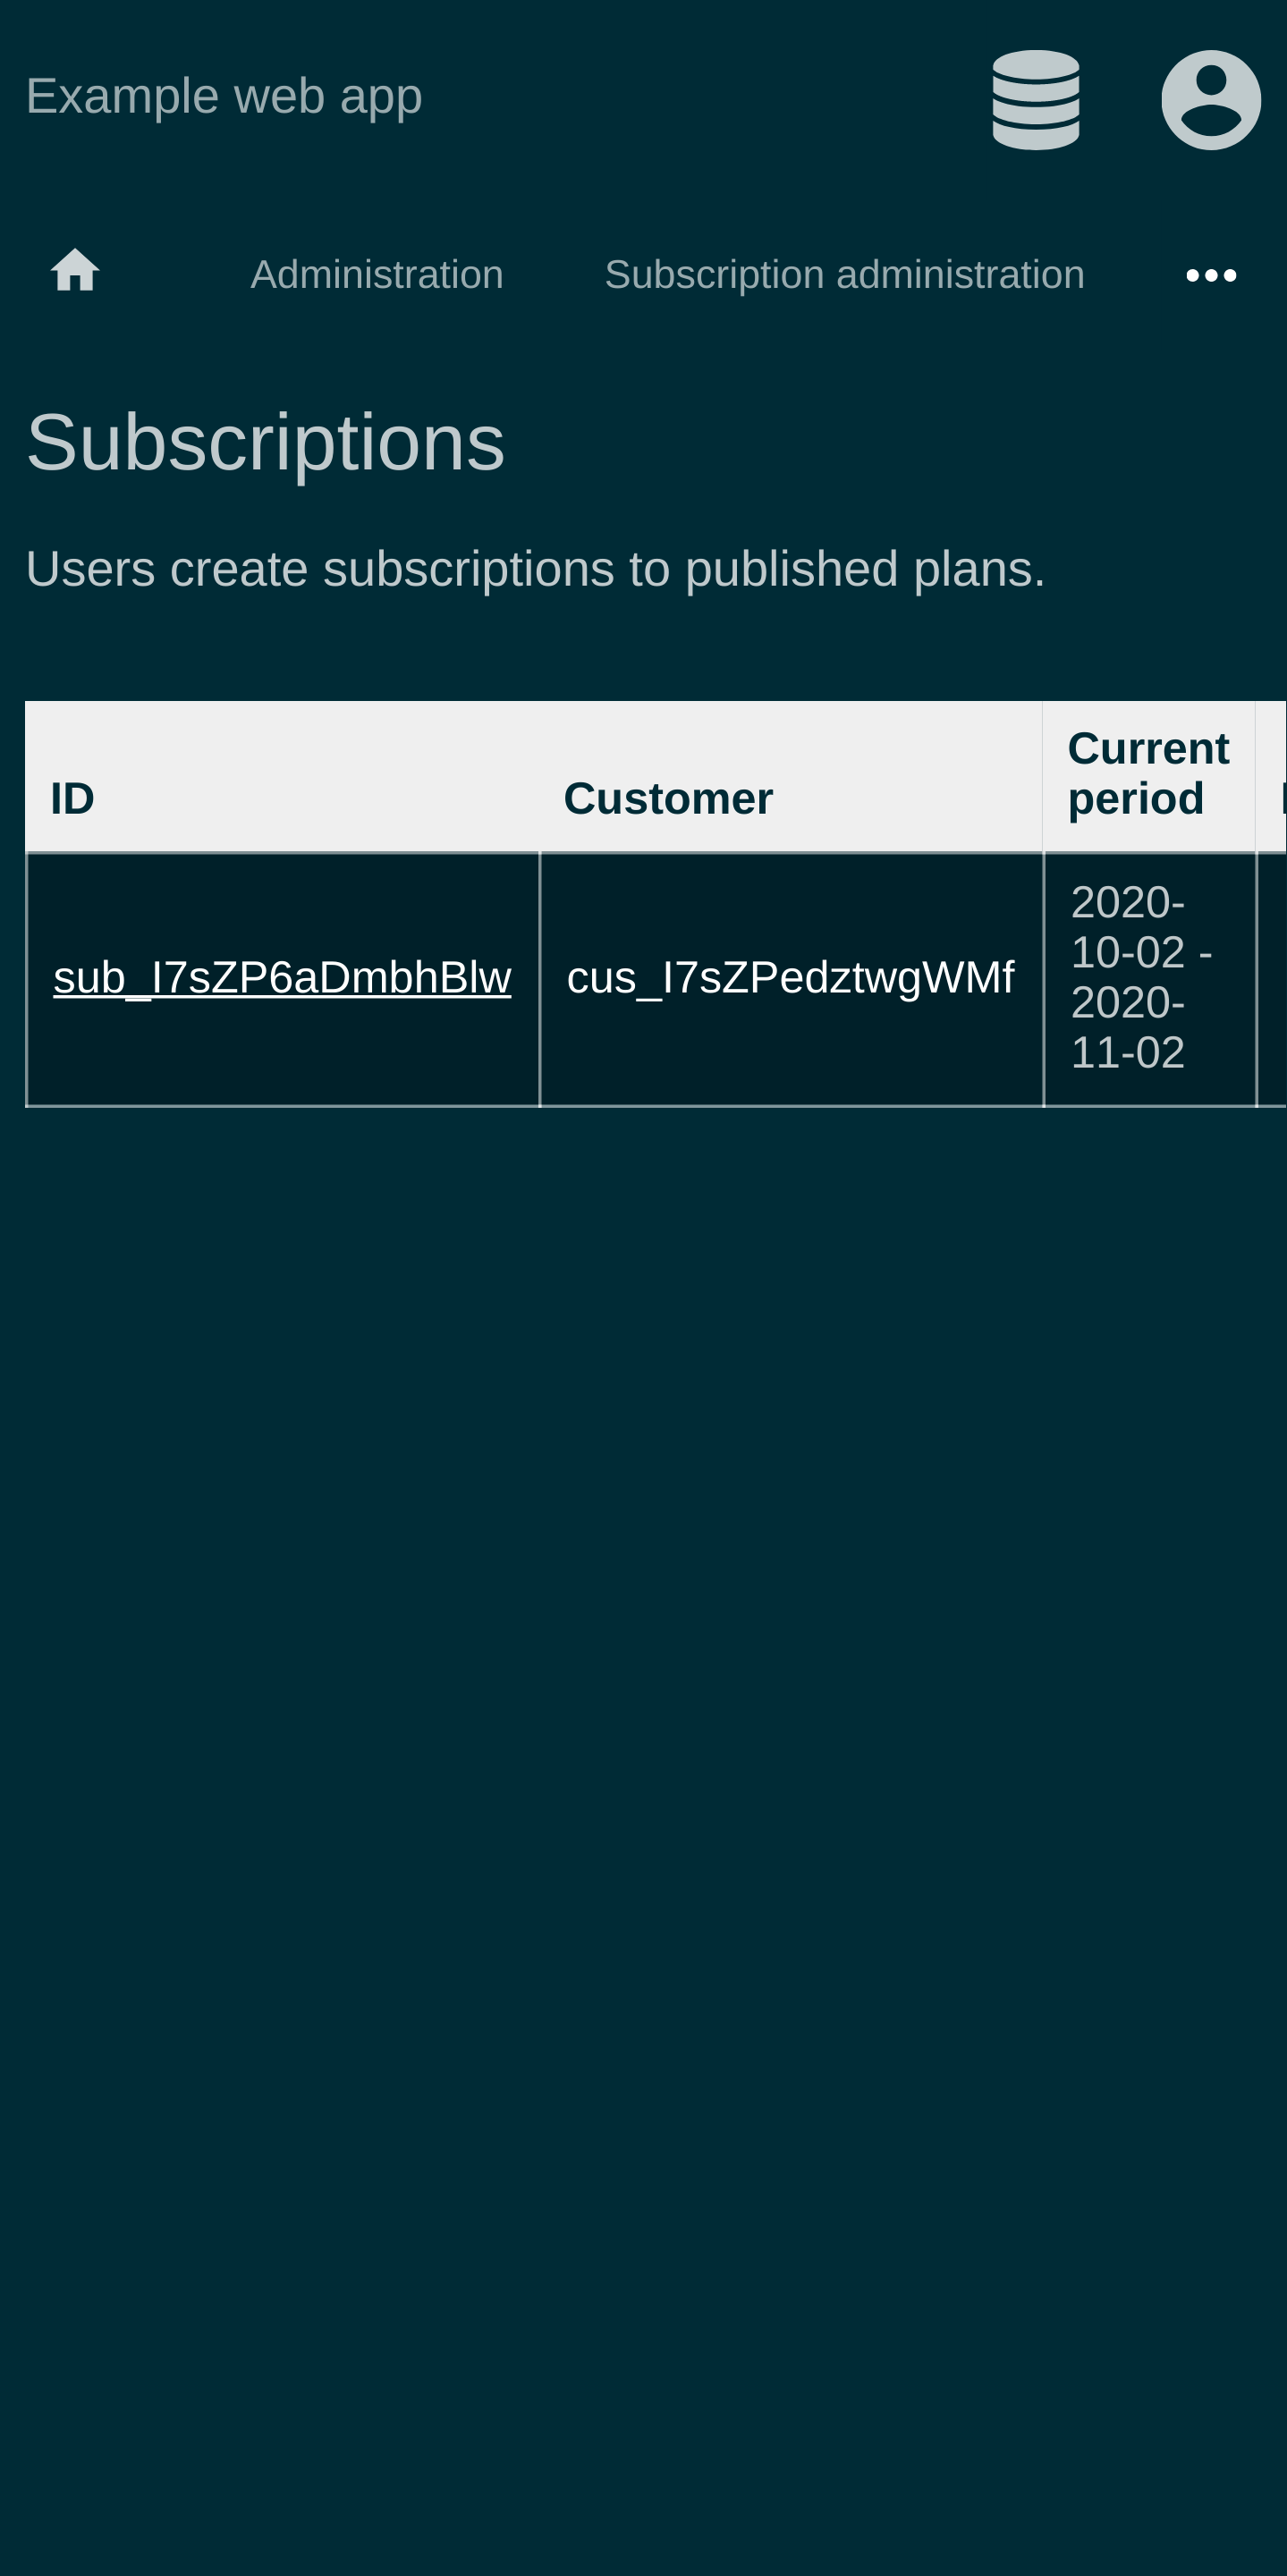 Example web app
Administration Subscription administration
Subscriptions
Users create subscriptions to published plans.
ID Customer Current period
sub_I7sZP6aDmbhBlw cus_I7sZPedztwgWMf 2020-
10-02 -
2020-
11-02